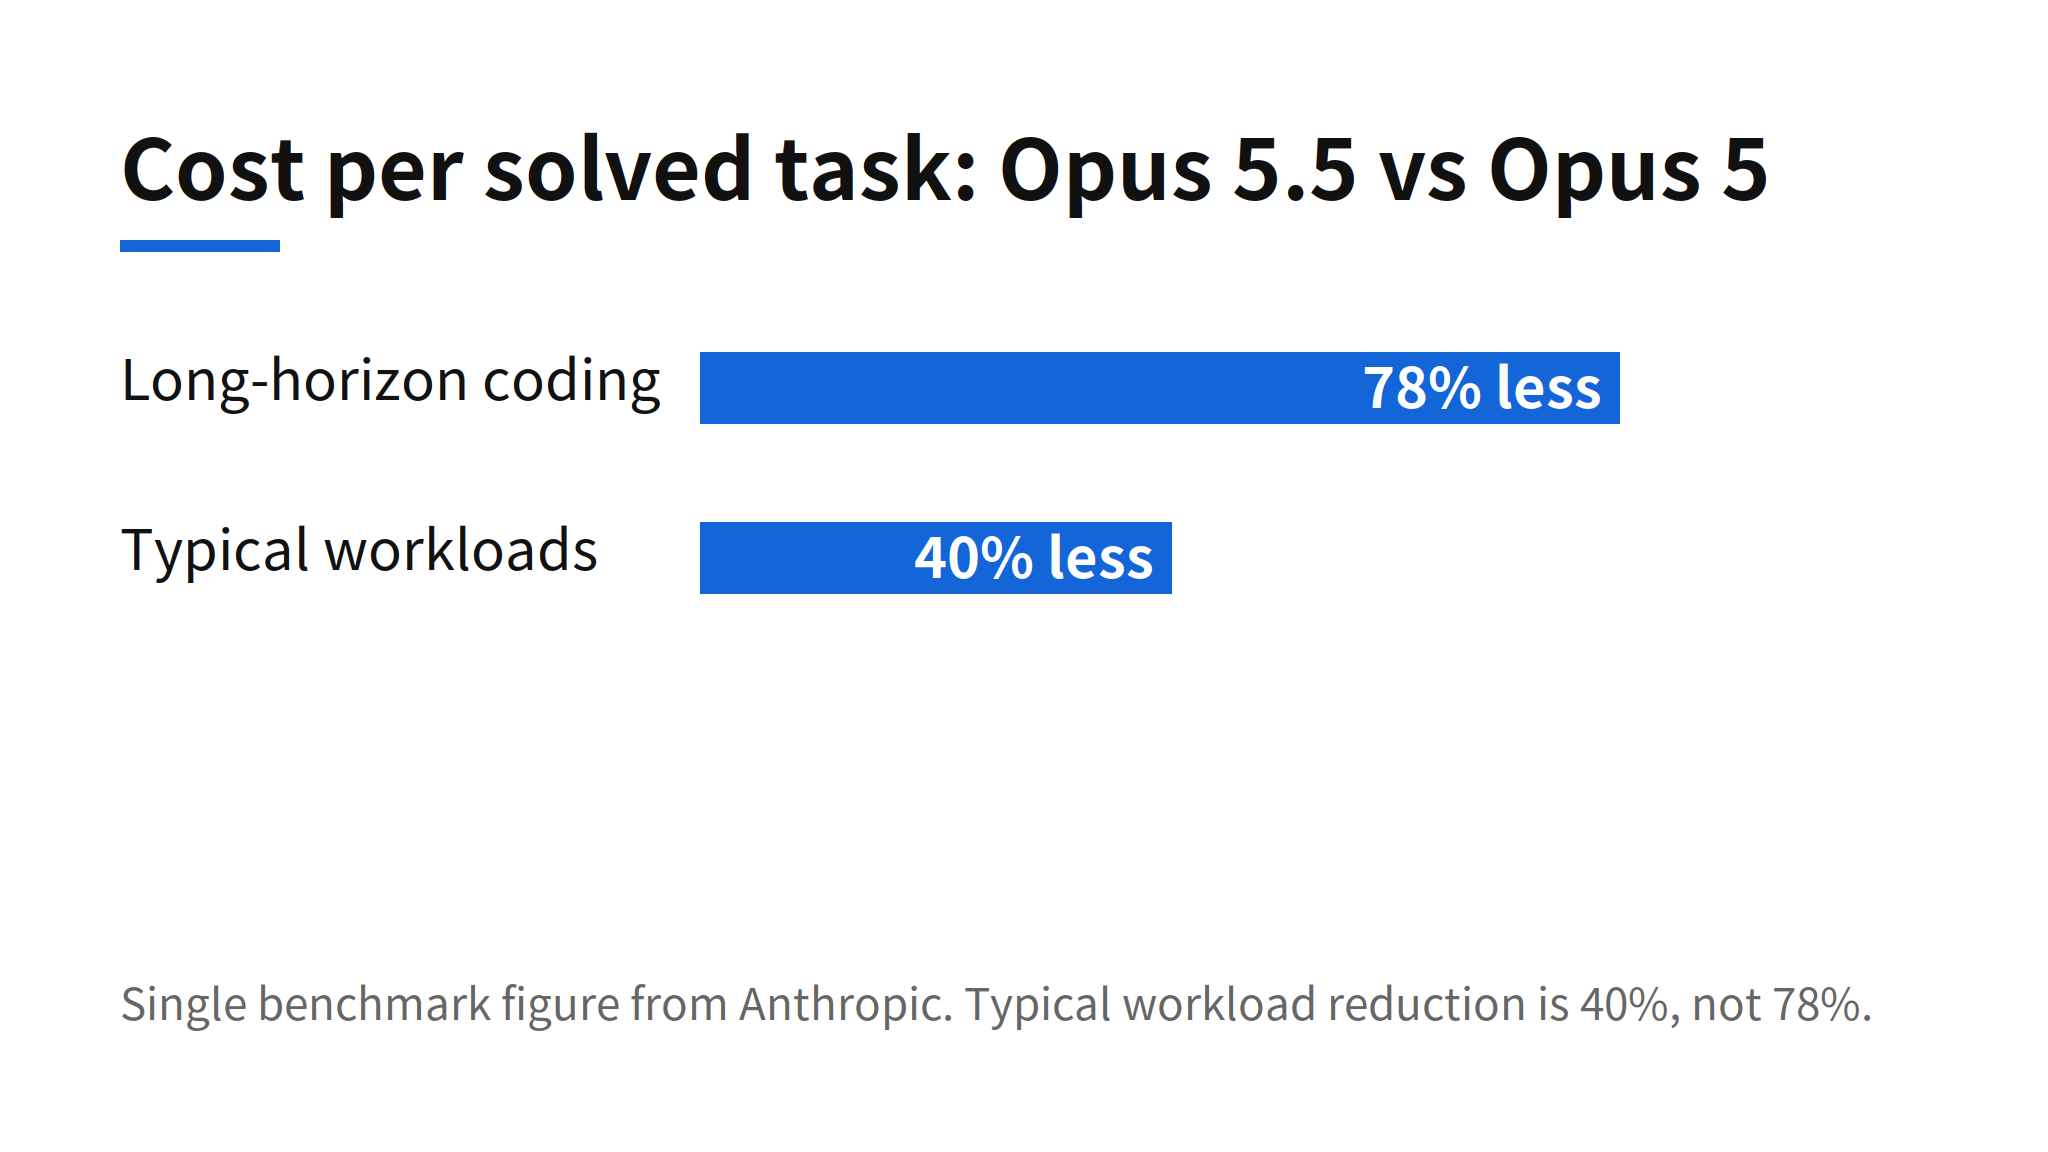 Cost per solved task: Opus 5.5 vs Opus 5
Long-horizon coding
78% less
Typical workloads
40% less
Single benchmark figure from Anthropic. Typical workload reduction is 40%, not 78%.